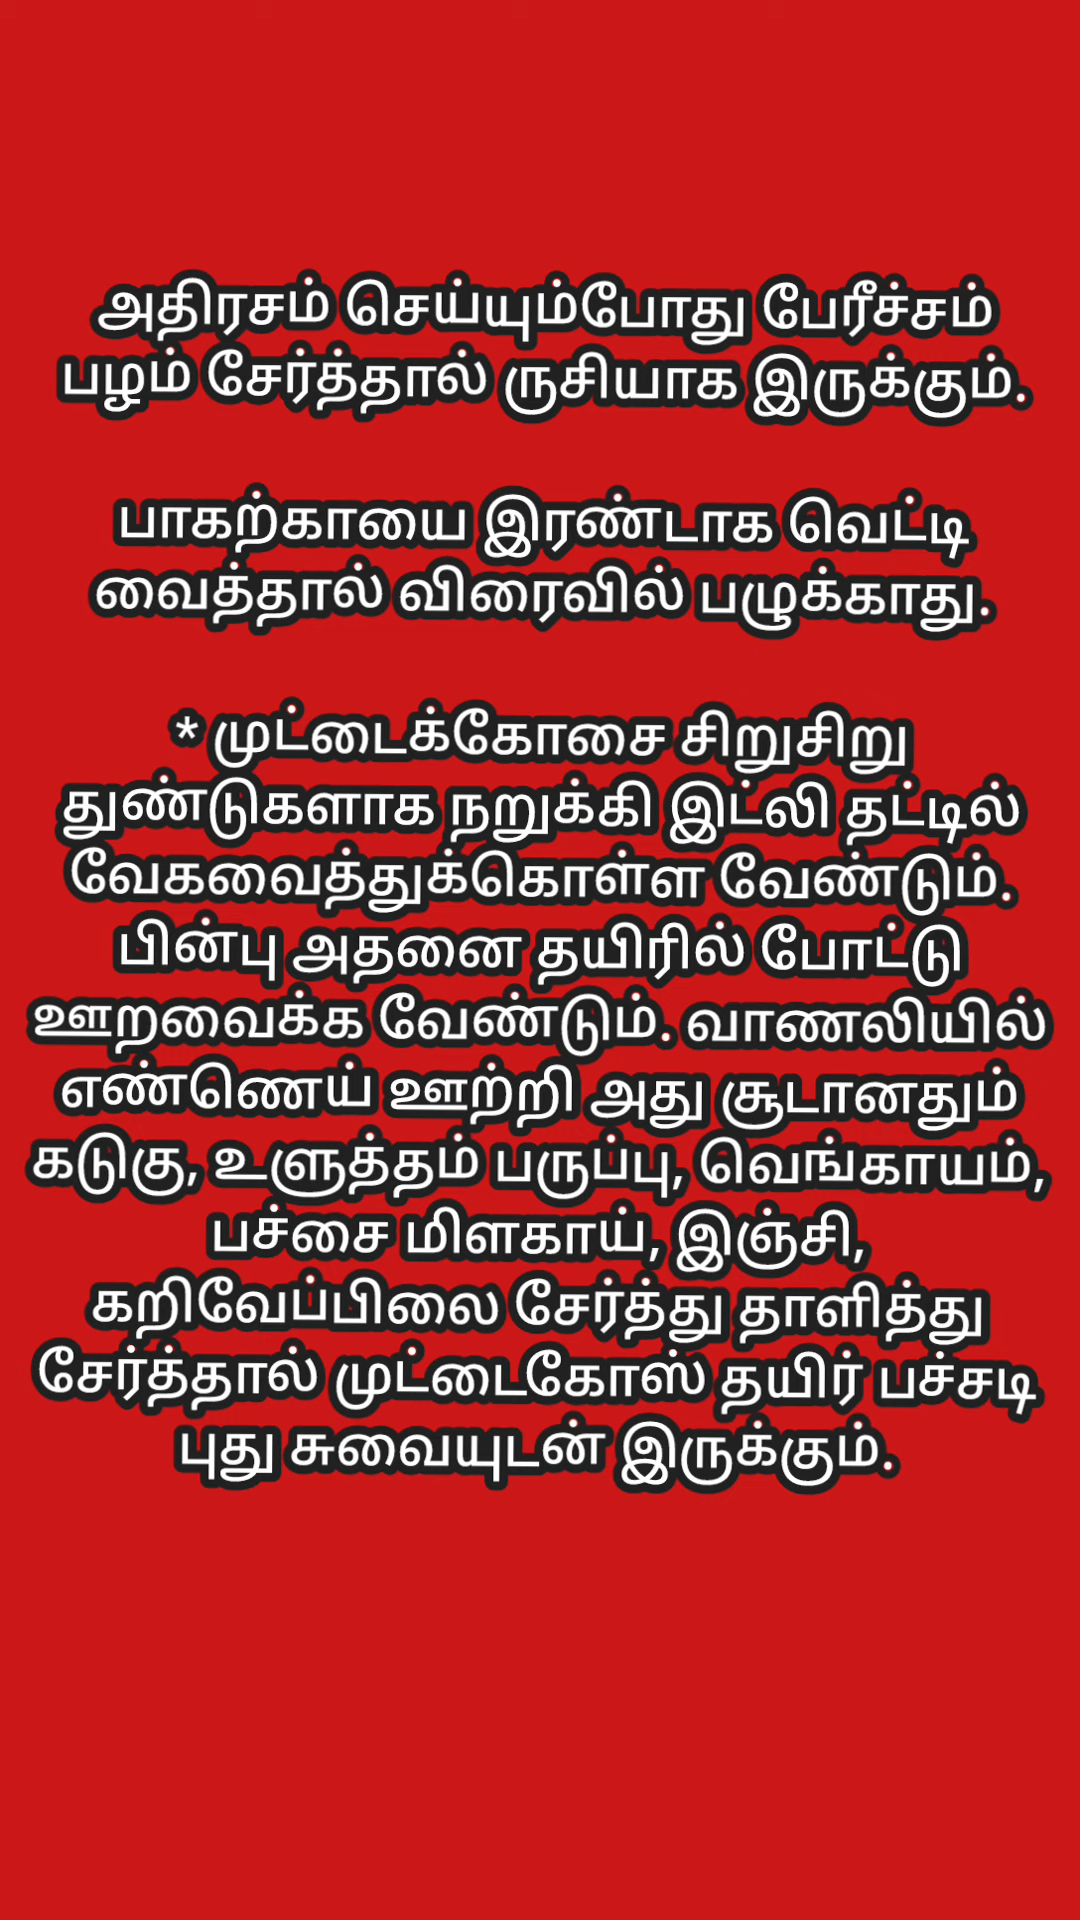 அதிரசம் செய்யும்போது பேரீச்சம்
பழம் சேர்த்தால் ருசியாக இருக்கும்.
பாகற்காயை இரண்டாக வெட்டி
வைத்தால் விரைவில் பழுக்காது.
* முட்டைக்கோசை சிறுசிறு
துண்டுகளாக நறுக்கி இட்லி தட்டில்
வேகவைத்துக்கொள்ள வேண்டும்.
பின்பு அதனை தயிரில் போட்டு
ஊறவைக்க வேண்டும். வாணலியில்
எண்ணெய் ஊற்றி அது சூடானதும்
கடுகு, உளுத்தம் பருப்பு, வெங்காயம்,
பச்சை மிளகாய், இஞ்சி,
கறிவேப்பிலை சேர்த்து தாளித்து
சேர்த்தால் முட்டைகோஸ் தயிர் பச்சடி
புது சுவையுடன் இருக்கும்.